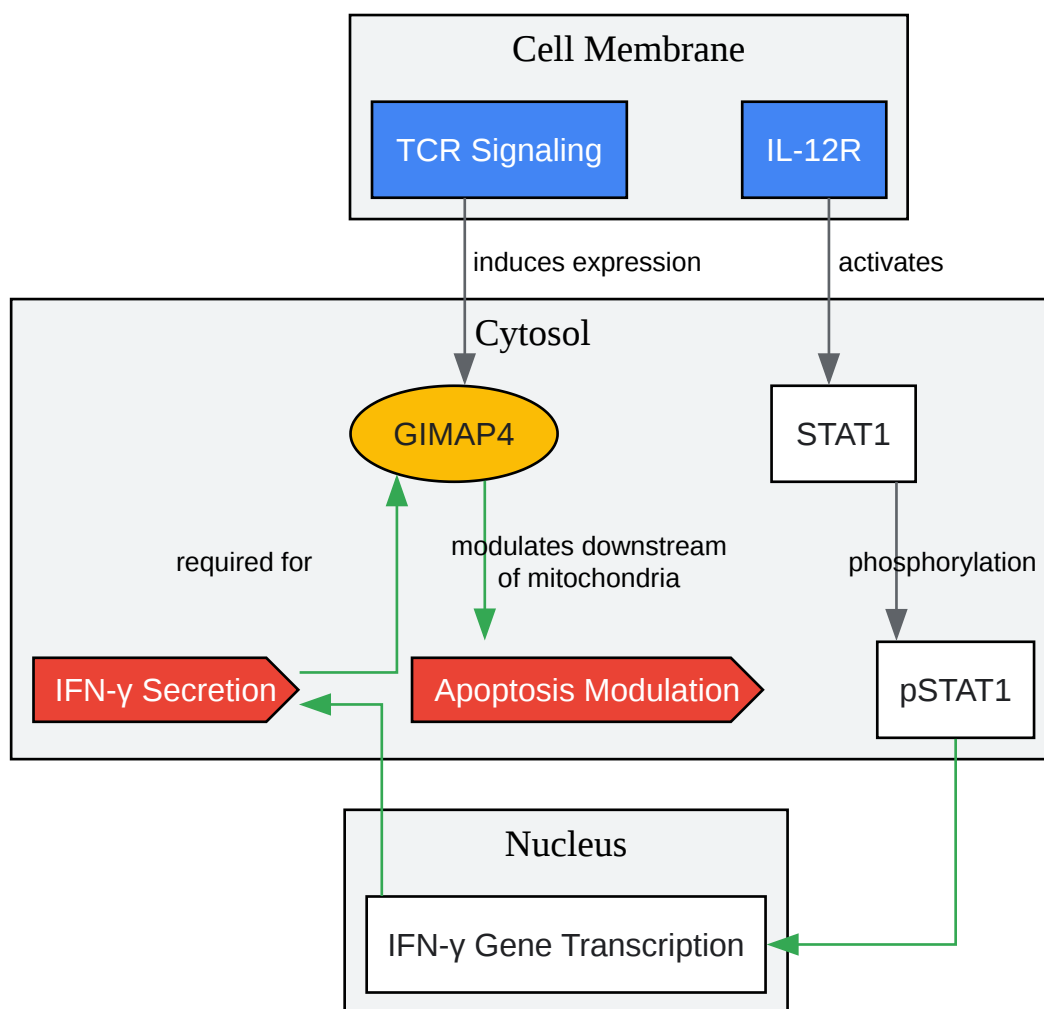 Cell Membrane
TCR Signaling
IL-12R
induces expression
activates
Cytosol
GIMAP4
STAT1
required for
modulates downstream
of mitochondria
phosphorylation
IFN-γ Secretion
Apoptosis Modulation
pSTAT1
Nucleus
IFN-γ Gene Transcription